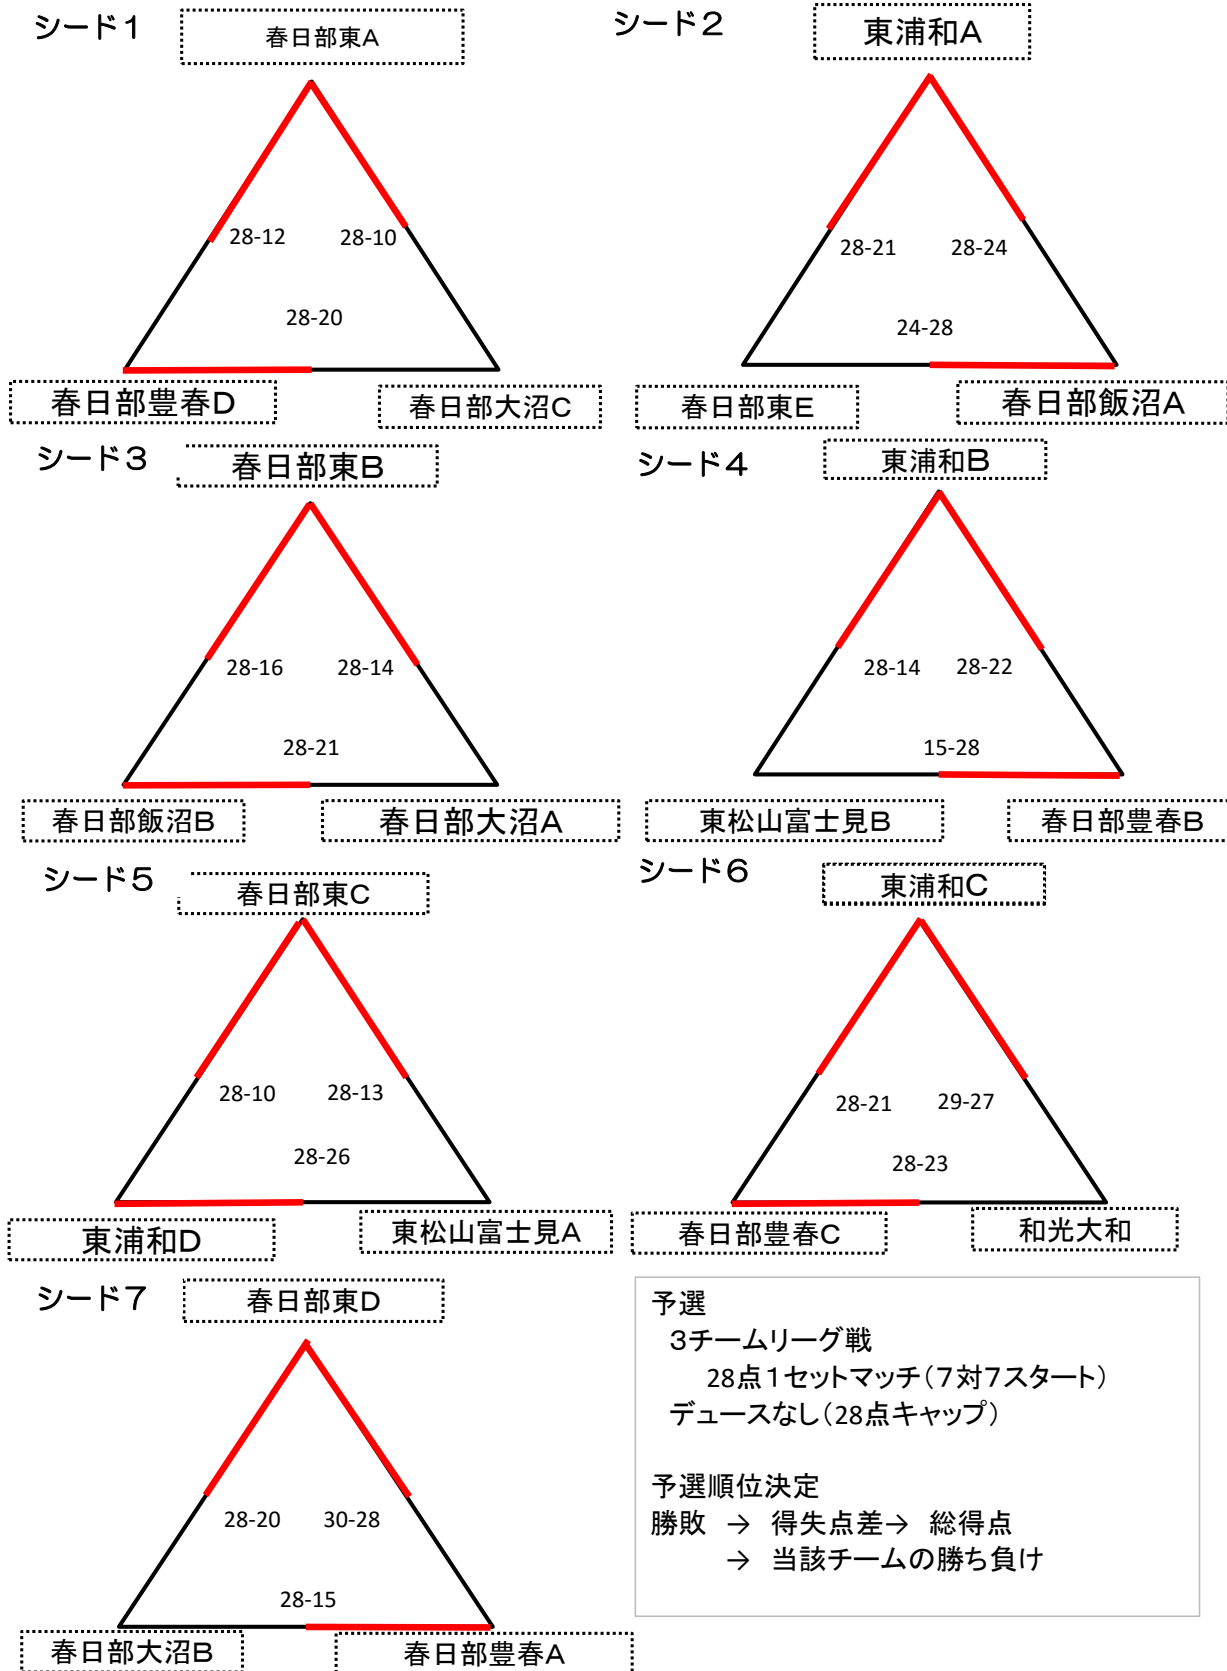 シード1
春日部東A
28-12
28-10
28-20
春日部豊春D
春日部大沼C
シード2
東浦和A
28-21
28-24
24-28
春日部東E
春日部飯沼A
シード3
春日部東B
28-16
28-14
28-21
春日部飯沼B
春日部大沼A
シード4
東浦和B
28-14
28-22
15-28
東松山富士見B
春日部豊春B
シード5
春日部東C
28-10
28-13
28-26
東浦和D
東松山富士見A
シード6
東浦和C
28-21
29-27
28-23
春日部豊春C
和光大和
シード7
春日部東D
28-20
30-28
28-15
春日部大沼B
春日部豊春A
予選
3チームリーグ戦
28点1セットマッチ(7対7スタート)
デュースなし(28点キャップ)
予選順位決定
勝敗 → 得失点差→ 総得点
→ 当該チームの勝ち負け